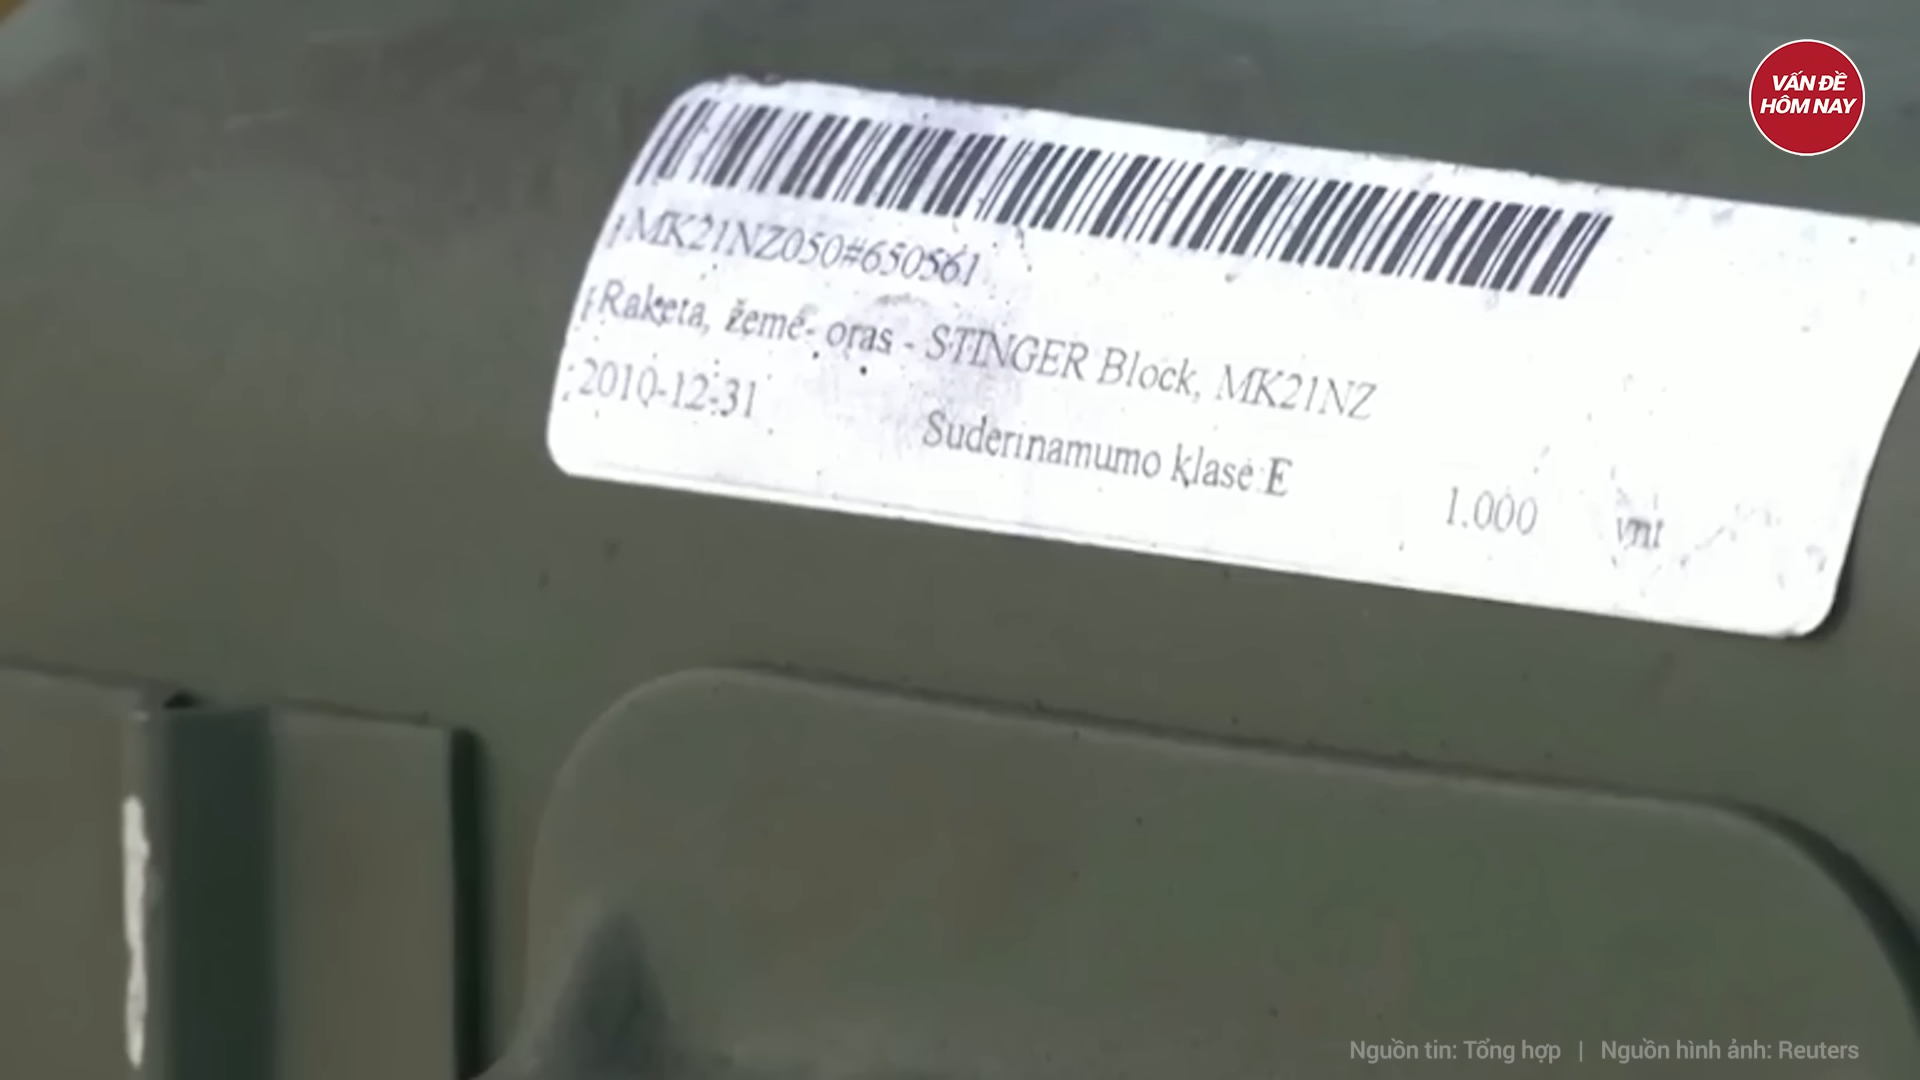 VẤN ĐỀ
HÔM NAY
MK21NZ050#650561
Raketa, žemė- oras - STINGER Block, MK21NZ
2010-12-31
Suderinamumo klasė E
1.000 vnt
Nguồn tin: Tổng hợp | Nguồn hình ảnh: Reuters